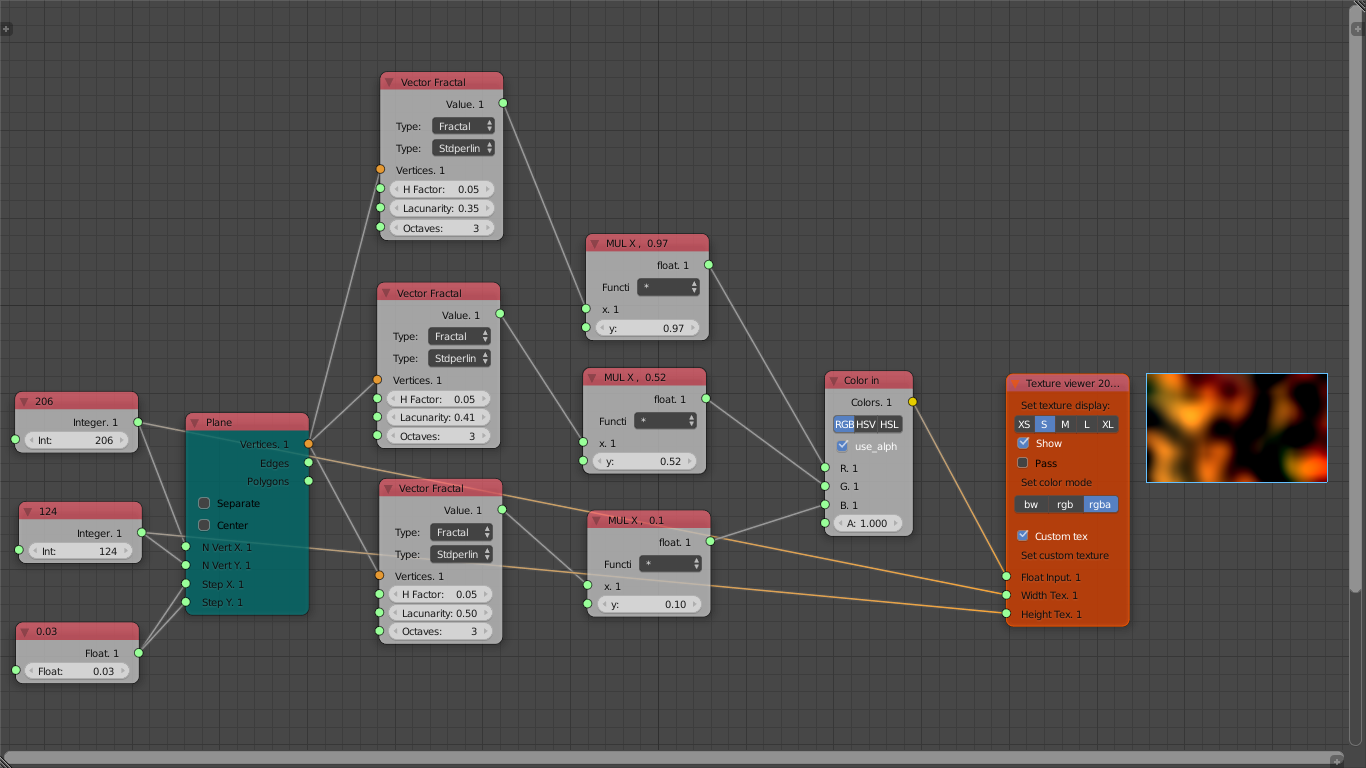 Vector Fractal
Value. 1
Type: Fractal
Type: Stdperlin
Vertices. 1
H Factor: 0.05
Lacunarity: 0.35
Octaves: 3
Vector Fractal
Value. 1
Type: Fractal
Type: Stdperlin
Vertices. 1
H Factor: 0.05
Lacunarity: 0.41
Octaves: 3
Vector Fractal
Value. 1
Type: Fractal
Type: Stdperlin
Vertices. 1
H Factor: 0.05
Lacunarity: 0.50
Octaves: 3
206
Integer. 1
Int: 206
124
Integer. 1
Int: 124
0.03
Float. 1
Float: 0.03
Plane
Vertices. 1
Edges
Polygons
Separate
Center
N Vert X. 1
N Vert Y. 1
Step X. 1
Step Y. 1
MUL X , 0.97
float. 1
Functi *
x. 1
y: 0.97
MUL X , 0.52
float. 1
Functi *
x. 1
y: 0.52
MUL X , 0.1
float. 1
Functi *
x. 1
y: 0.10
Color in
Colors. 1
RGB HSV HSL
use_alph
R. 1
G. 1
B. 1
A: 1.000
Texture viewer 20...
Set texture display:
XS S M L XL
Show
Pass
Set color mode
bw rgb rgba
Custom tex
Set custom texture
Float Input. 1
Width Tex. 1
Height Tex. 1